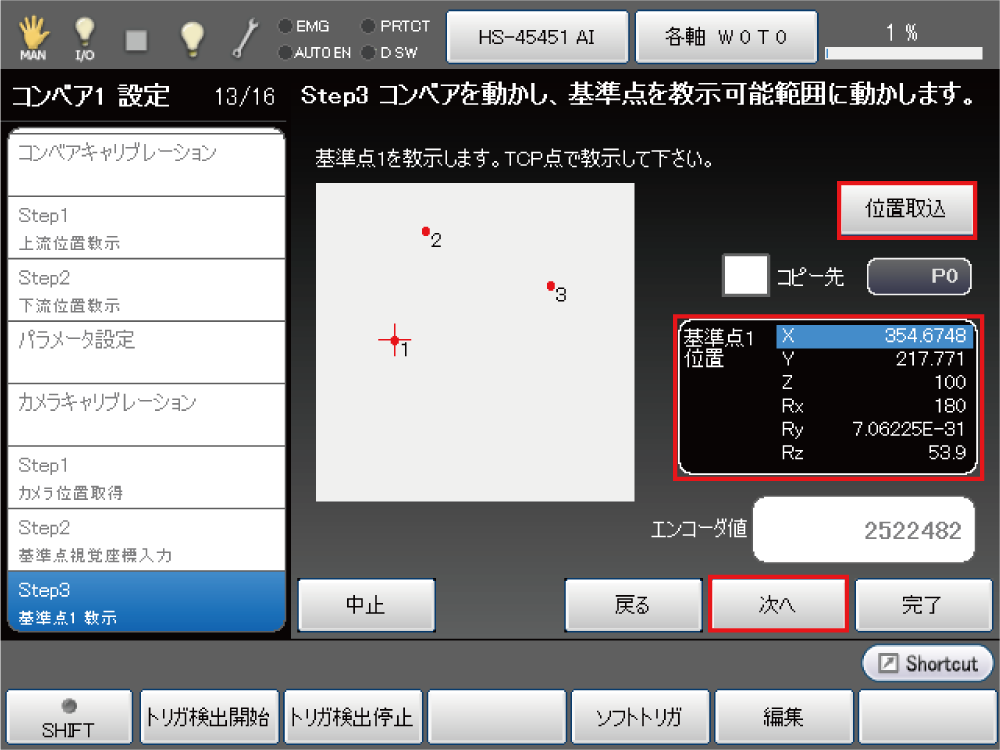 MAN
I/O
EMG
PRTCT
AUTO EN
D SW
HS-45451 AI
各軸 W0T0
1 %
コンベア1 設定 13/16
Step3 コンベアを動かし、基準点を教示可能範囲に動かします。
コンベアキャリブレーション
Step1
上流位置教示
Step2
下流位置教示
パラメータ設定
カメラキャリブレーション
Step1
カメラ位置取得
Step2
基準点視覚座標入力
Step3
基準点1 教示
基準点1を教示します。TCP点で教示して下さい。
2
3
1
位置取込
コピー先
P0
基準点1
位置
X 354.6748
Y 217.771
Z 100
Rx 180
Ry 7.06225E-31
Rz 53.9
エンコーダ値 2522482
中止
戻る
次へ
完了
Shortcut
SHIFT
トリガ検出開始
トリガ検出停止
ソフトトリガ
編集